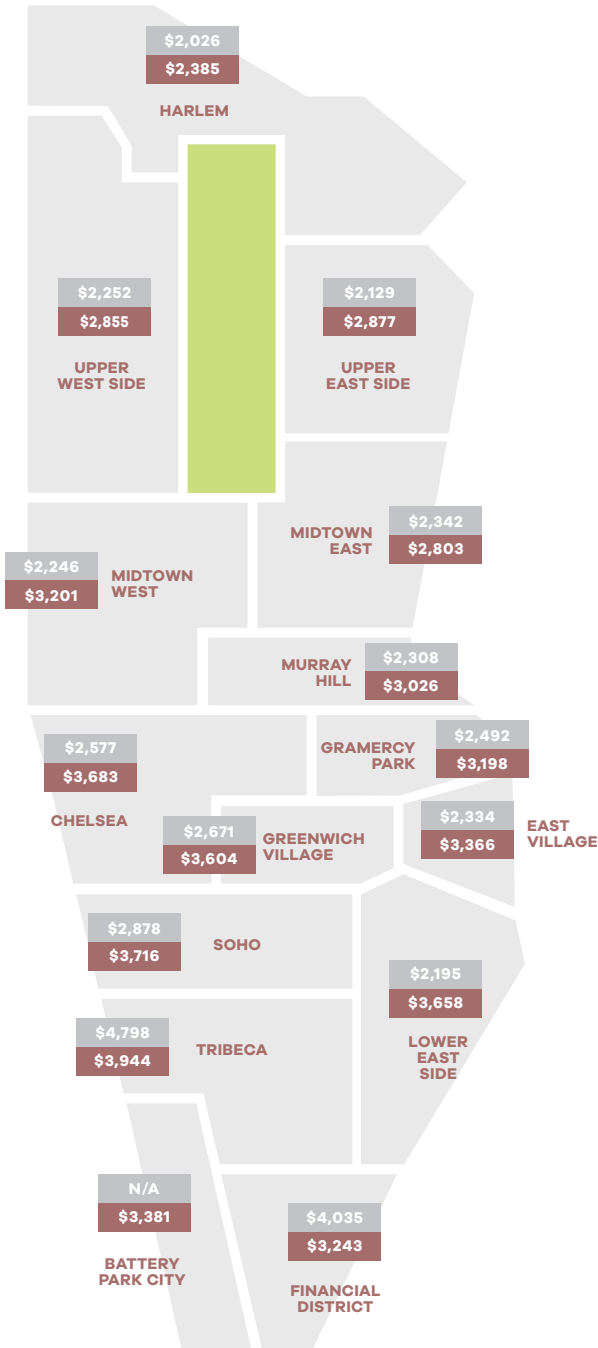 $2,026
$2,385
HARLEM
$2,252
$2,855
UPPER
WEST SIDE
$2,129
$2,877
UPPER
EAST SIDE
MIDTOWN
EAST
$2,342
$2,803
$2,246
$3,201
MIDTOWN
WEST
MURRAY
HILL
$2,308
$3,026
$2,577
$3,683
CHELSEA
GRAMERCY
PARK
$2,492
$3,198
$2,671
$3,604
GREENWICH
VILLAGE
$2,334
$3,366
EAST
VILLAGE
$2,878
$3,716
SOHO
$2,195
$3,658
LOWER
EAST
SIDE
$4,798
$3,944
TRIBECA
N/A
$3,381
BATTERY
PARK CITY
$4,035
$3,243
FINANCIAL
DISTRICT